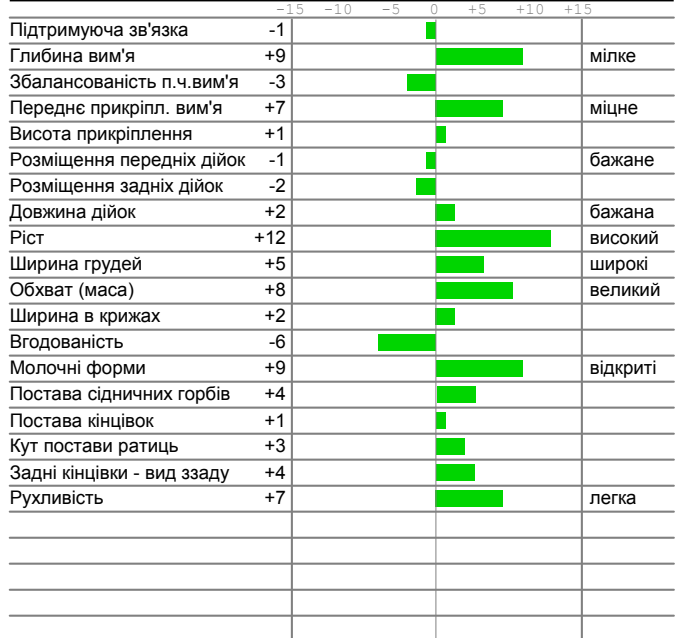 -15 -10 -5 0 +5 +10 +15
Підтримуюча зв'язка -1
Глибина вим'я +9 мілке
Збалансованість п.ч.вим'я -3
Переднє прикріпл. вим'я +7 міцне
Висота прикріплення +1
Розміщення передніх дійок -1 бажане
Розміщення задніх дійок -2
Довжина дійок +2 бажана
Ріст +12 високий
Ширина грудей +5 широкі
Обхват (маса) +8 великий
Ширина в крижах +2
Вгодованість -6
Молочні форми +9 відкриті
Постава сідничних горбів +4
Постава кінцівок +1
Кут постави ратиць +3
Задні кінцівки - вид ззаду +4
Рухливість +7 легка